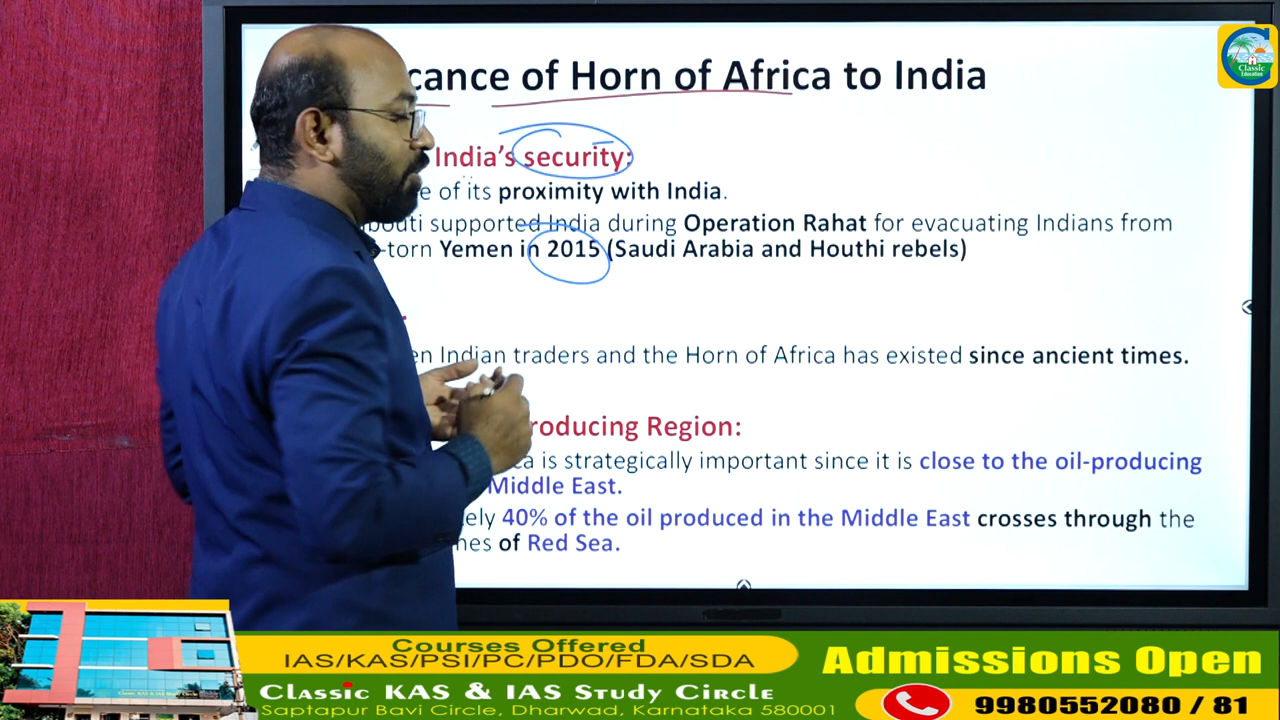 cance of Horn of Africa to India
Classic
Education
India's security:
e of its proximity with India.
bouti supported India during Operation Rahat for evacuating Indians from
-torn Yemen in 2015 (Saudi Arabia and Houthi rebels)
en Indian traders and the Horn of Africa has existed since ancient times.
roducing Region:
ca is strategically important since it is close to the oil-producing
Middle East.
ely 40% of the oil produced in the Middle East crosses through the
nes of Red Sea.
Courses Offered
IAS/KAS/PSI/PC/PDO/FDA/SDA
Classic KAS & IAS Study Circle
Saptapur Bavi Circle, Dharwad, Karnataka 580001
Admissions Open
9980552080 / 81